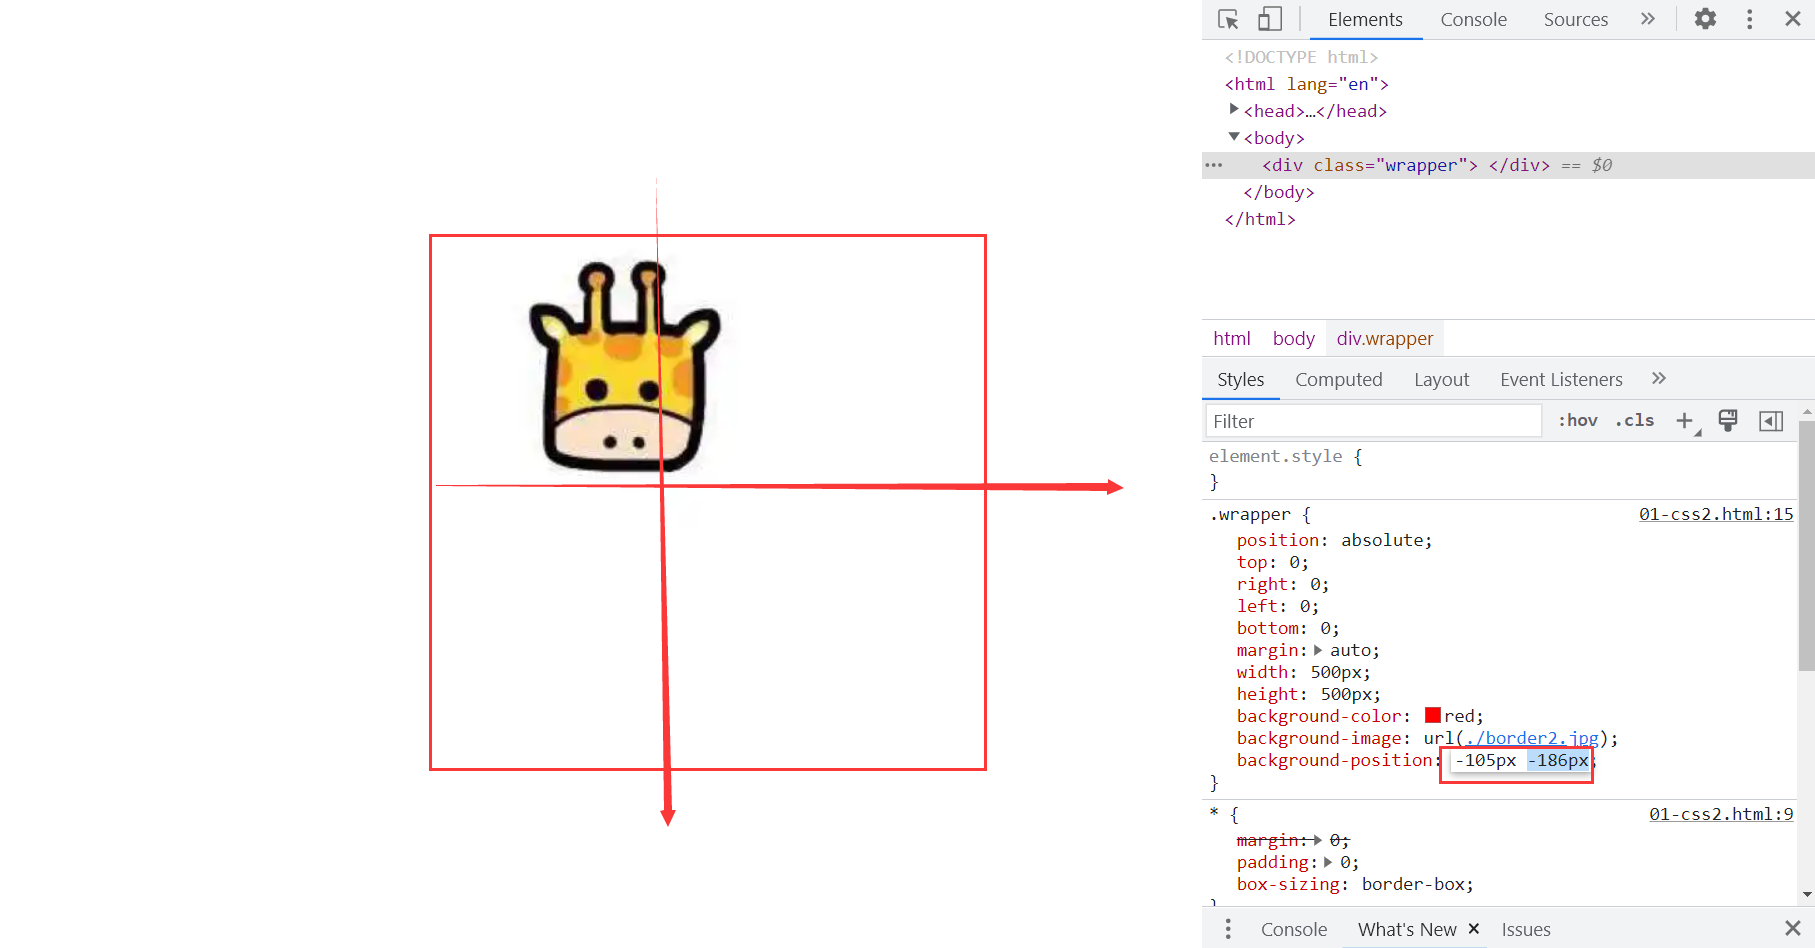 Elements Console Sources »
<!DOCTYPE html>
<html lang="en">
<head>…</head>
<body>
<div class="wrapper"> </div> == $0
</body>
</html>
html body div.wrapper
Styles Computed Layout Event Listeners »
Filter :hov .cls +
element.style {
}
.wrapper { 01-css2.html:15
position: absolute;
top: 0;
right: 0;
left: 0;
bottom: 0;
margin: auto;
width: 500px;
height: 500px;
background-color: red;
background-image: url(./border2.jpg);
background-position: -105px -186px;
}
* { 01-css2.html:9
margin: 0;
padding: 0;
box-sizing: border-box;
}
Console What's New × Issues